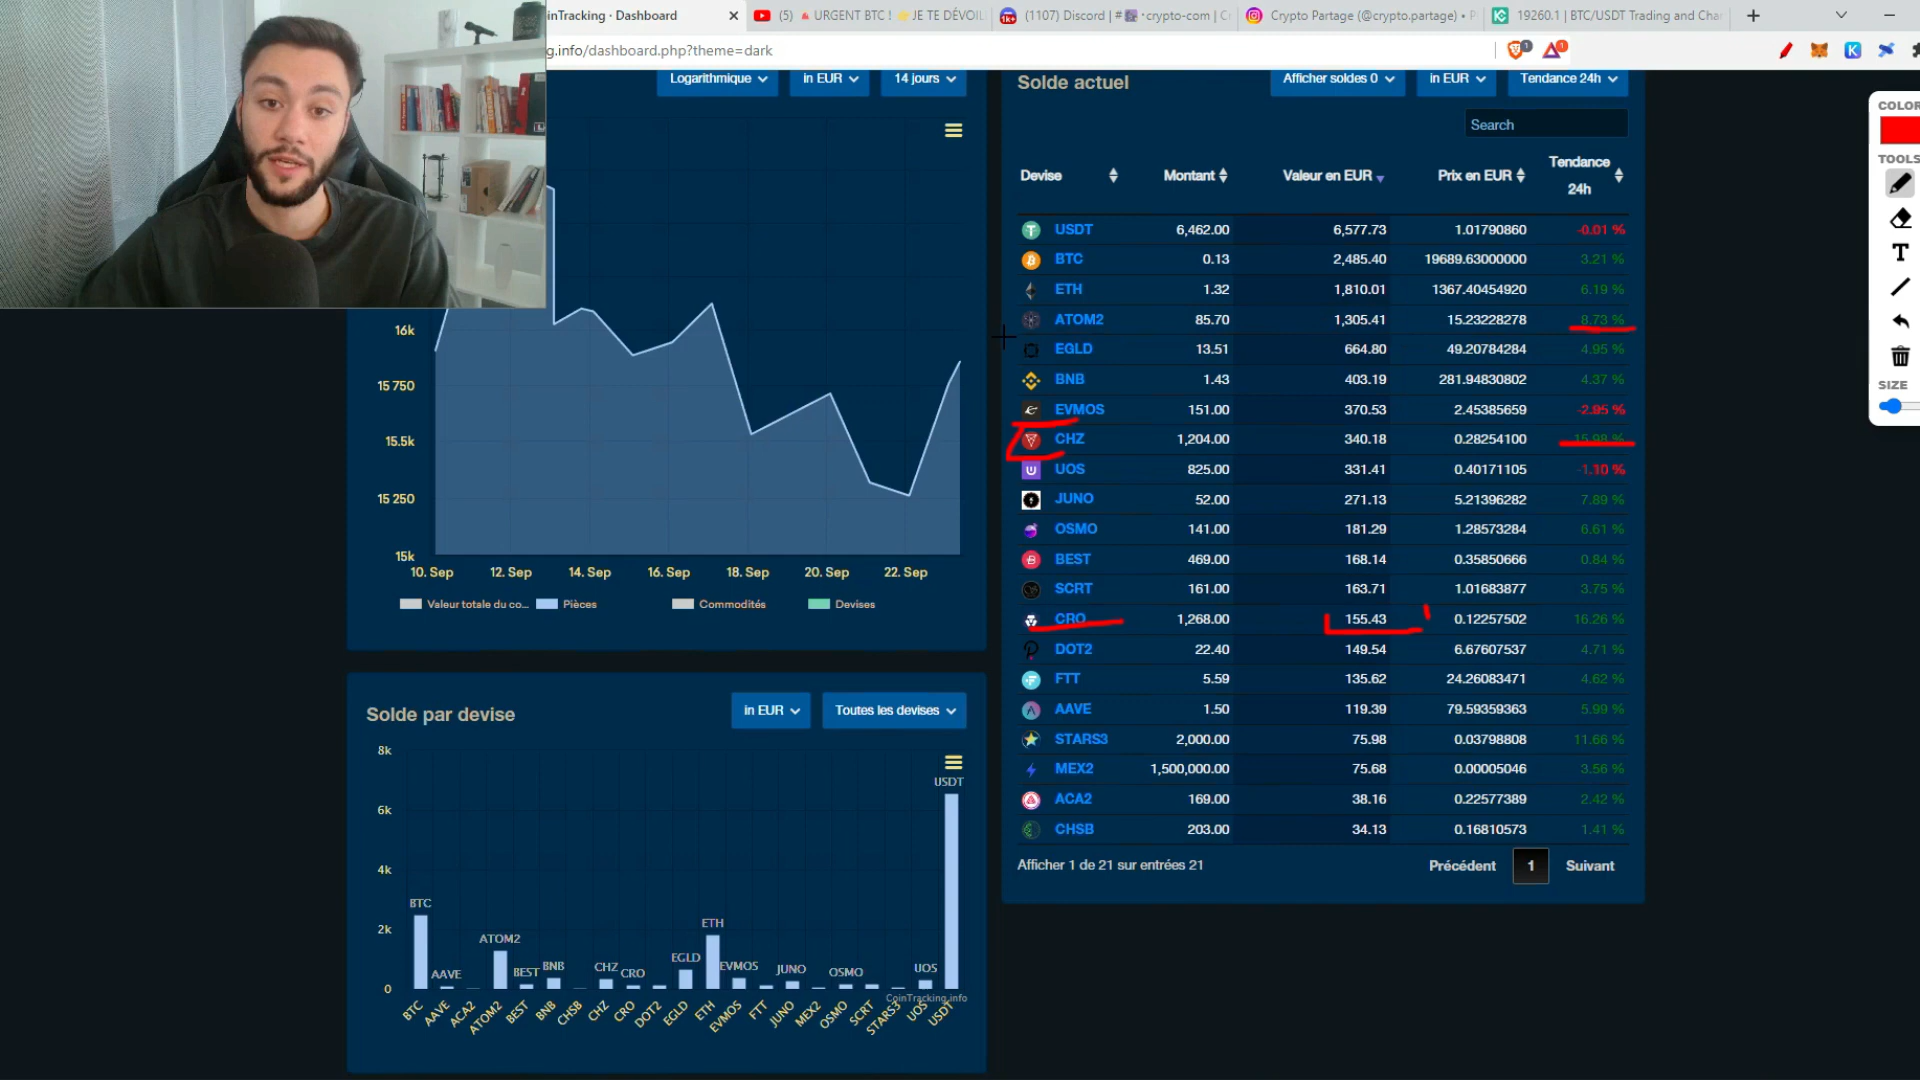 inTracking · Dashboard
(5) 🔺 URGENT BTC ! 👉JE TE DÉVOIL
(1107) Discord | # · crypto-com | C
Crypto Partage (@crypto.partage) • P
19260.1 | BTC/USDT Trading and Cha
g.info/dashboard.php?theme=dark
Logarithmique
in EUR
14 jours
16k
15 750
15.5k
15 250
15k
10. Sep
12. Sep
14. Sep
16. Sep
18. Sep
20. Sep
22. Sep
Valeur totale du co...
Pièces
Commodités
Devises
Solde par devise
in EUR
Toutes les devises
8k
6k
4k
2k
0
BTC
AAVE
ATOM2
BEST
BNB
CHZ
CRO
EGLD
ETH
EVMOS
JUNO
OSMO
UOS
USDT
CoinTracking.info
BTC
AAVE
ACA2
ATOM2
BEST
BNB
CHSB
CHZ
CRO
DOT2
EGLD
ETH
EVMOS
FTT
JUNO
MEX2
OSMO
SCRT
STARS3
UOS
USDT
Solde actuel
Afficher soldes 0
in EUR
Tendance 24h
Search
Devise Montant Valeur en EUR Prix en EUR Tendance 24h
USDT 6,462.00 6,577.73 1.01790860 -0.01 %
BTC 0.13 2,485.40 19689.63000000 3.21 %
ETH 1.32 1,810.01 1367.40454920 6.19 %
ATOM2 85.70 1,305.41 15.23228278 8.73 %
EGLD 13.51 664.80 49.20784284 4.95 %
BNB 1.43 403.19 281.94830802 4.37 %
EVMOS 151.00 370.53 2.45385659 -2.95 %
CHZ 1,204.00 340.18 0.28254100 15.98 %
UOS 825.00 331.41 0.40171105 -1.10 %
JUNO 52.00 271.13 5.21396282 7.89 %
OSMO 141.00 181.29 1.28573284 6.61 %
BEST 469.00 168.14 0.35850666 0.84 %
SCRT 161.00 163.71 1.01683877 3.75 %
CRO 1,268.00 155.43 0.12257502 16.26 %
DOT2 22.40 149.54 6.67607537 4.71 %
FTT 5.59 135.62 24.26083471 4.62 %
AAVE 1.50 119.39 79.59359363 5.99 %
STARS3 2,000.00 75.98 0.03798808 11.66 %
MEX2 1,500,000.00 75.68 0.00005046 3.56 %
ACA2 169.00 38.16 0.22577389 2.42 %
CHSB 203.00 34.13 0.16810573 1.41 %
Afficher 1 de 21 sur entrées 21
Précédent 1 Suivant
COLOR
TOOLS
T
SIZE